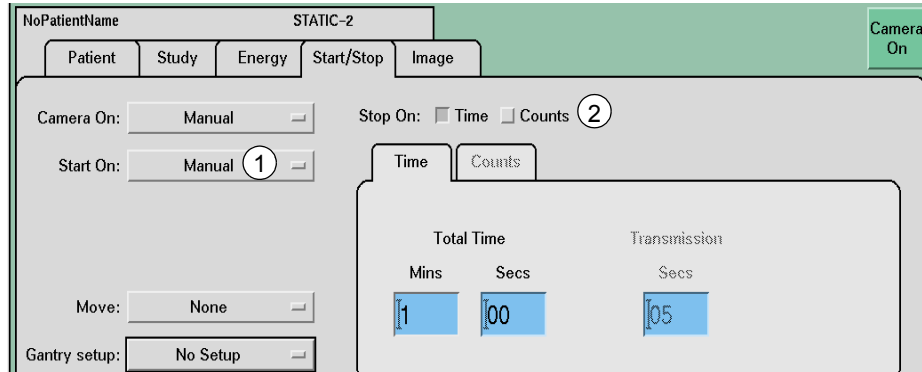 NoPatientName STATIC-2
Camera
On
Patient Study Energy Start/Stop Image
Camera On: Manual
Stop On: Time Counts 2
Start On: Manual 1
Time Counts
Total Time Transmission
Mins Secs Secs
1 00 05
Move: None
Gantry setup: No Setup